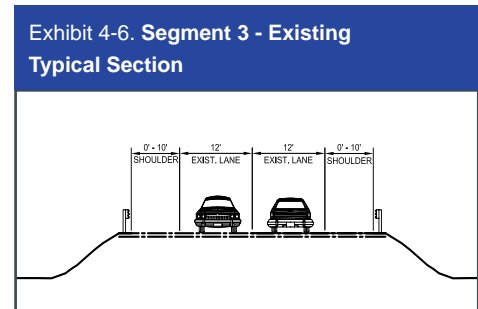 Exhibit 4-6. Segment 3 - Existing
Typical Section
0' - 10' 12' 12' 0' - 10'
SHOULDER EXIST. LANE EXIST. LANE SHOULDER